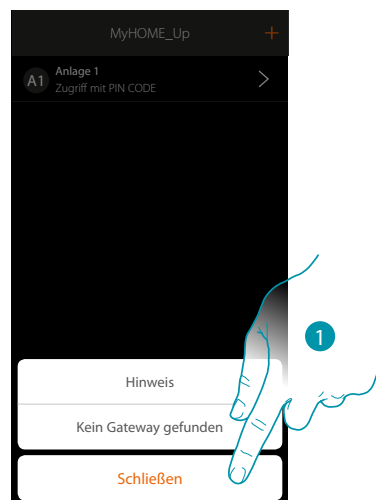 MyHOME_Up +
A1 Anlage 1
Zugriff mit PIN CODE
1
Hinweis
Kein Gateway gefunden
Schließen